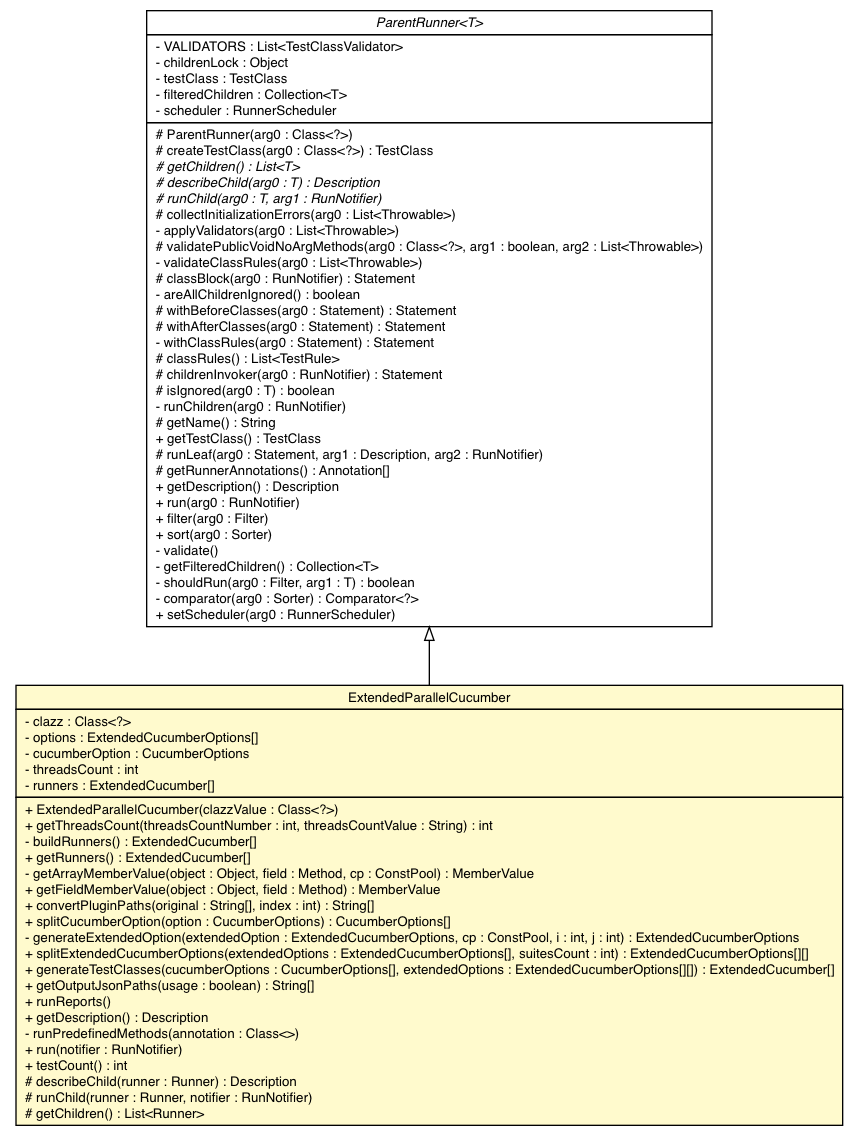 ParentRunner<T>
- VALIDATORS : List<TestClassValidator>
- childrenLock : Object
- testClass : TestClass
- filteredChildren : Collection<T>
- scheduler : RunnerScheduler
# ParentRunner(arg0 : Class<?>)
# createTestClass(arg0 : Class<?>) : TestClass
# getChildren() : List<T>
# describeChild(arg0 : T) : Description
# runChild(arg0 : T, arg1 : RunNotifier)
# collectInitializationErrors(arg0 : List<Throwable>)
- applyValidators(arg0 : List<Throwable>)
# validatePublicVoidNoArgMethods(arg0 : Class<?>, arg1 : boolean, arg2 : List<Throwable>)
- validateClassRules(arg0 : List<Throwable>)
# classBlock(arg0 : RunNotifier) : Statement
- areAllChildrenIgnored() : boolean
# withBeforeClasses(arg0 : Statement) : Statement
# withAfterClasses(arg0 : Statement) : Statement
- withClassRules(arg0 : Statement) : Statement
# classRules() : List<TestRule>
# childrenInvoker(arg0 : RunNotifier) : Statement
# isIgnored(arg0 : T) : boolean
- runChildren(arg0 : RunNotifier)
# getName() : String
+ getTestClass() : TestClass
# runLeaf(arg0 : Statement, arg1 : Description, arg2 : RunNotifier)
# getRunnerAnnotations() : Annotation[]
+ getDescription() : Description
+ run(arg0 : RunNotifier)
+ filter(arg0 : Filter)
+ sort(arg0 : Sorter)
- validate()
- getFilteredChildren() : Collection<T>
- shouldRun(arg0 : Filter, arg1 : T) : boolean
- comparator(arg0 : Sorter) : Comparator<?>
+ setScheduler(arg0 : RunnerScheduler)
ExtendedParallelCucumber
- clazz : Class<?>
- options : ExtendedCucumberOptions[]
- cucumberOption : CucumberOptions
- threadsCount : int
- runners : ExtendedCucumber[]
+ ExtendedParallelCucumber(clazzValue : Class<?>)
+ getThreadsCount(threadsCountNumber : int, threadsCountValue : String) : int
- buildRunners() : ExtendedCucumber[]
+ getRunners() : ExtendedCucumber[]
- getArrayMemberValue(object : Object, field : Method, cp : ConstPool) : MemberValue
+ getFieldMemberValue(object : Object, field : Method) : MemberValue
+ convertPluginPaths(original : String[], index : int) : String[]
+ splitCucumberOption(option : CucumberOptions) : CucumberOptions[]
- generateExtendedOption(extendedOption : ExtendedCucumberOptions, cp : ConstPool, i : int, j : int) : ExtendedCucumberOptions
+ splitExtendedCucumberOptions(extendedOptions : ExtendedCucumberOptions[], suitesCount : int) : ExtendedCucumberOptions[][]
+ generateTestClasses(cucumberOptions : CucumberOptions[], extendedOptions : ExtendedCucumberOptions[][]) : ExtendedCucumber[]
+ getOutputJsonPaths(usage : boolean) : String[]
+ runReports()
+ getDescription() : Description
- runPredefinedMethods(annotation : Class<>)
+ run(notifier : RunNotifier)
+ testCount() : int
# describeChild(runner : Runner) : Description
# runChild(runner : Runner, notifier : RunNotifier)
# getChildren() : List<Runner>